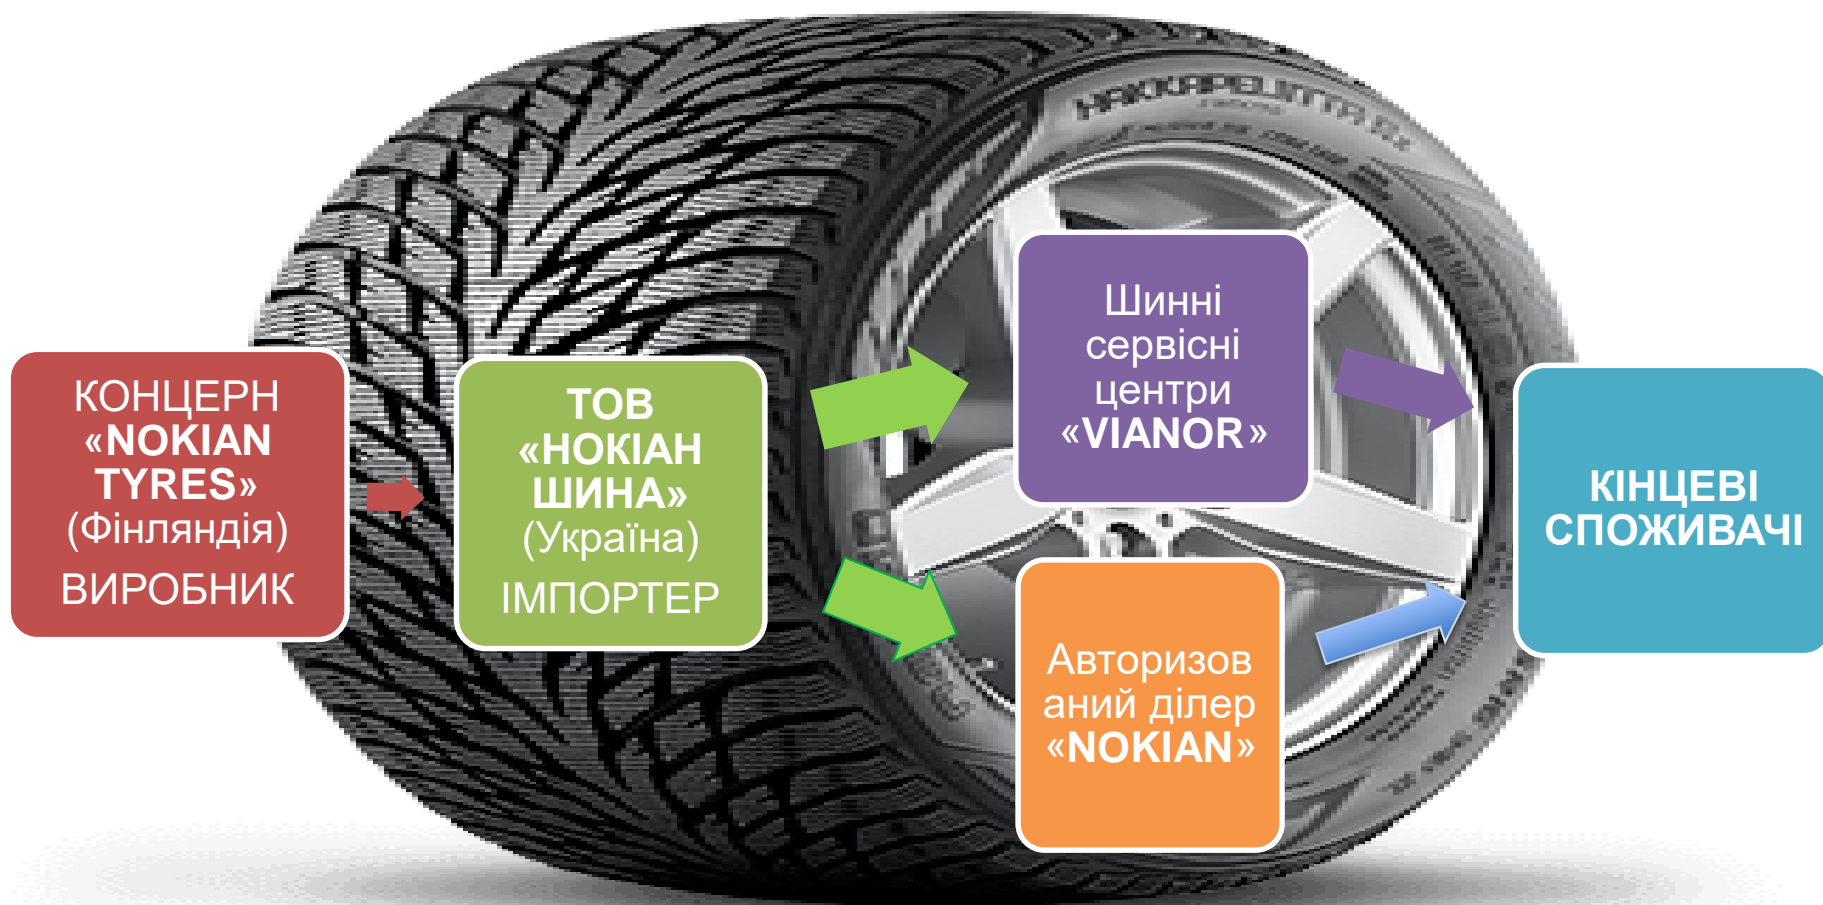 HAKKAPELIITTA R
КОНЦЕРН
«NOKIAN
TYRES»
(Фінляндія)
ВИРОБНИК
ТОВ
«НОКІАН
ШИНА»
(Україна)
ІМПОРТЕР
Шинні
сервісні
центри
«VIANOR»
Авторизов
аний ділер
«NOKIAN»
КІНЦЕВІ
СПОЖИВАЧІ